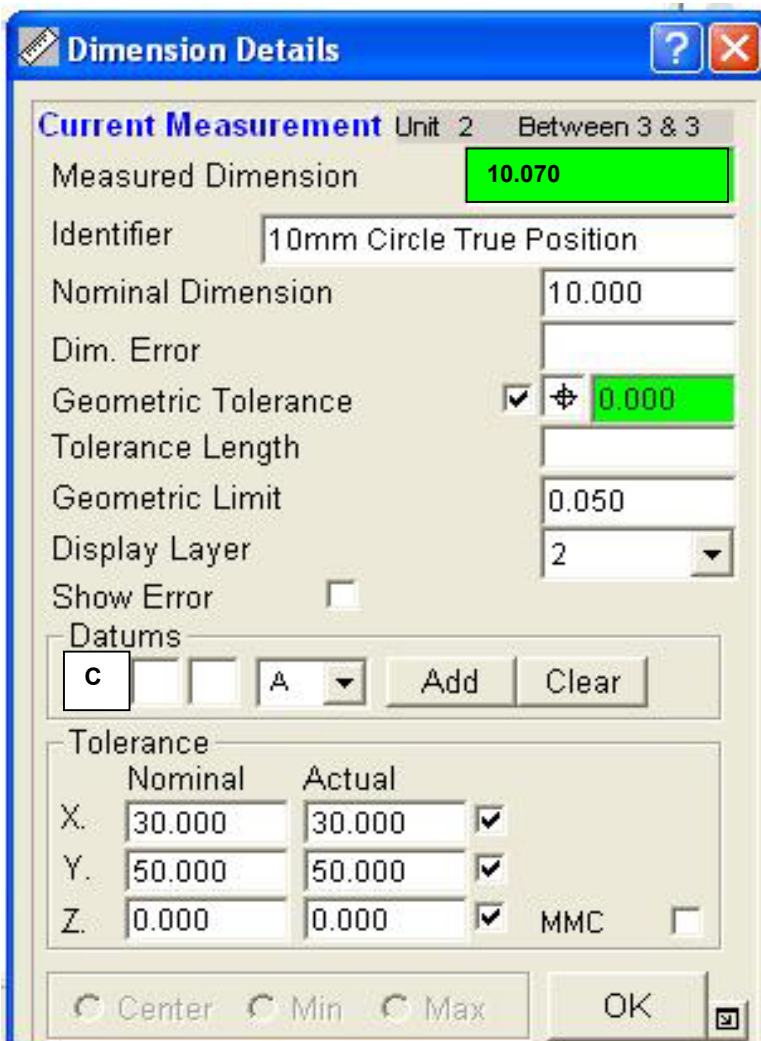 Dimension Details
Current Measurement Unit 2 Between 3 & 3
Measured Dimension 10.070
Identifier 10mm Circle True Position
Nominal Dimension 10.000
Dim. Error
Geometric Tolerance 0.000
Tolerance Length
Geometric Limit 0.050
Display Layer 2
Show Error
Datums
C A Add Clear
Tolerance
Nominal Actual
X. 30.000 30.000
Y. 50.000 50.000
Z. 0.000 0.000 MMC
Center Min Max OK